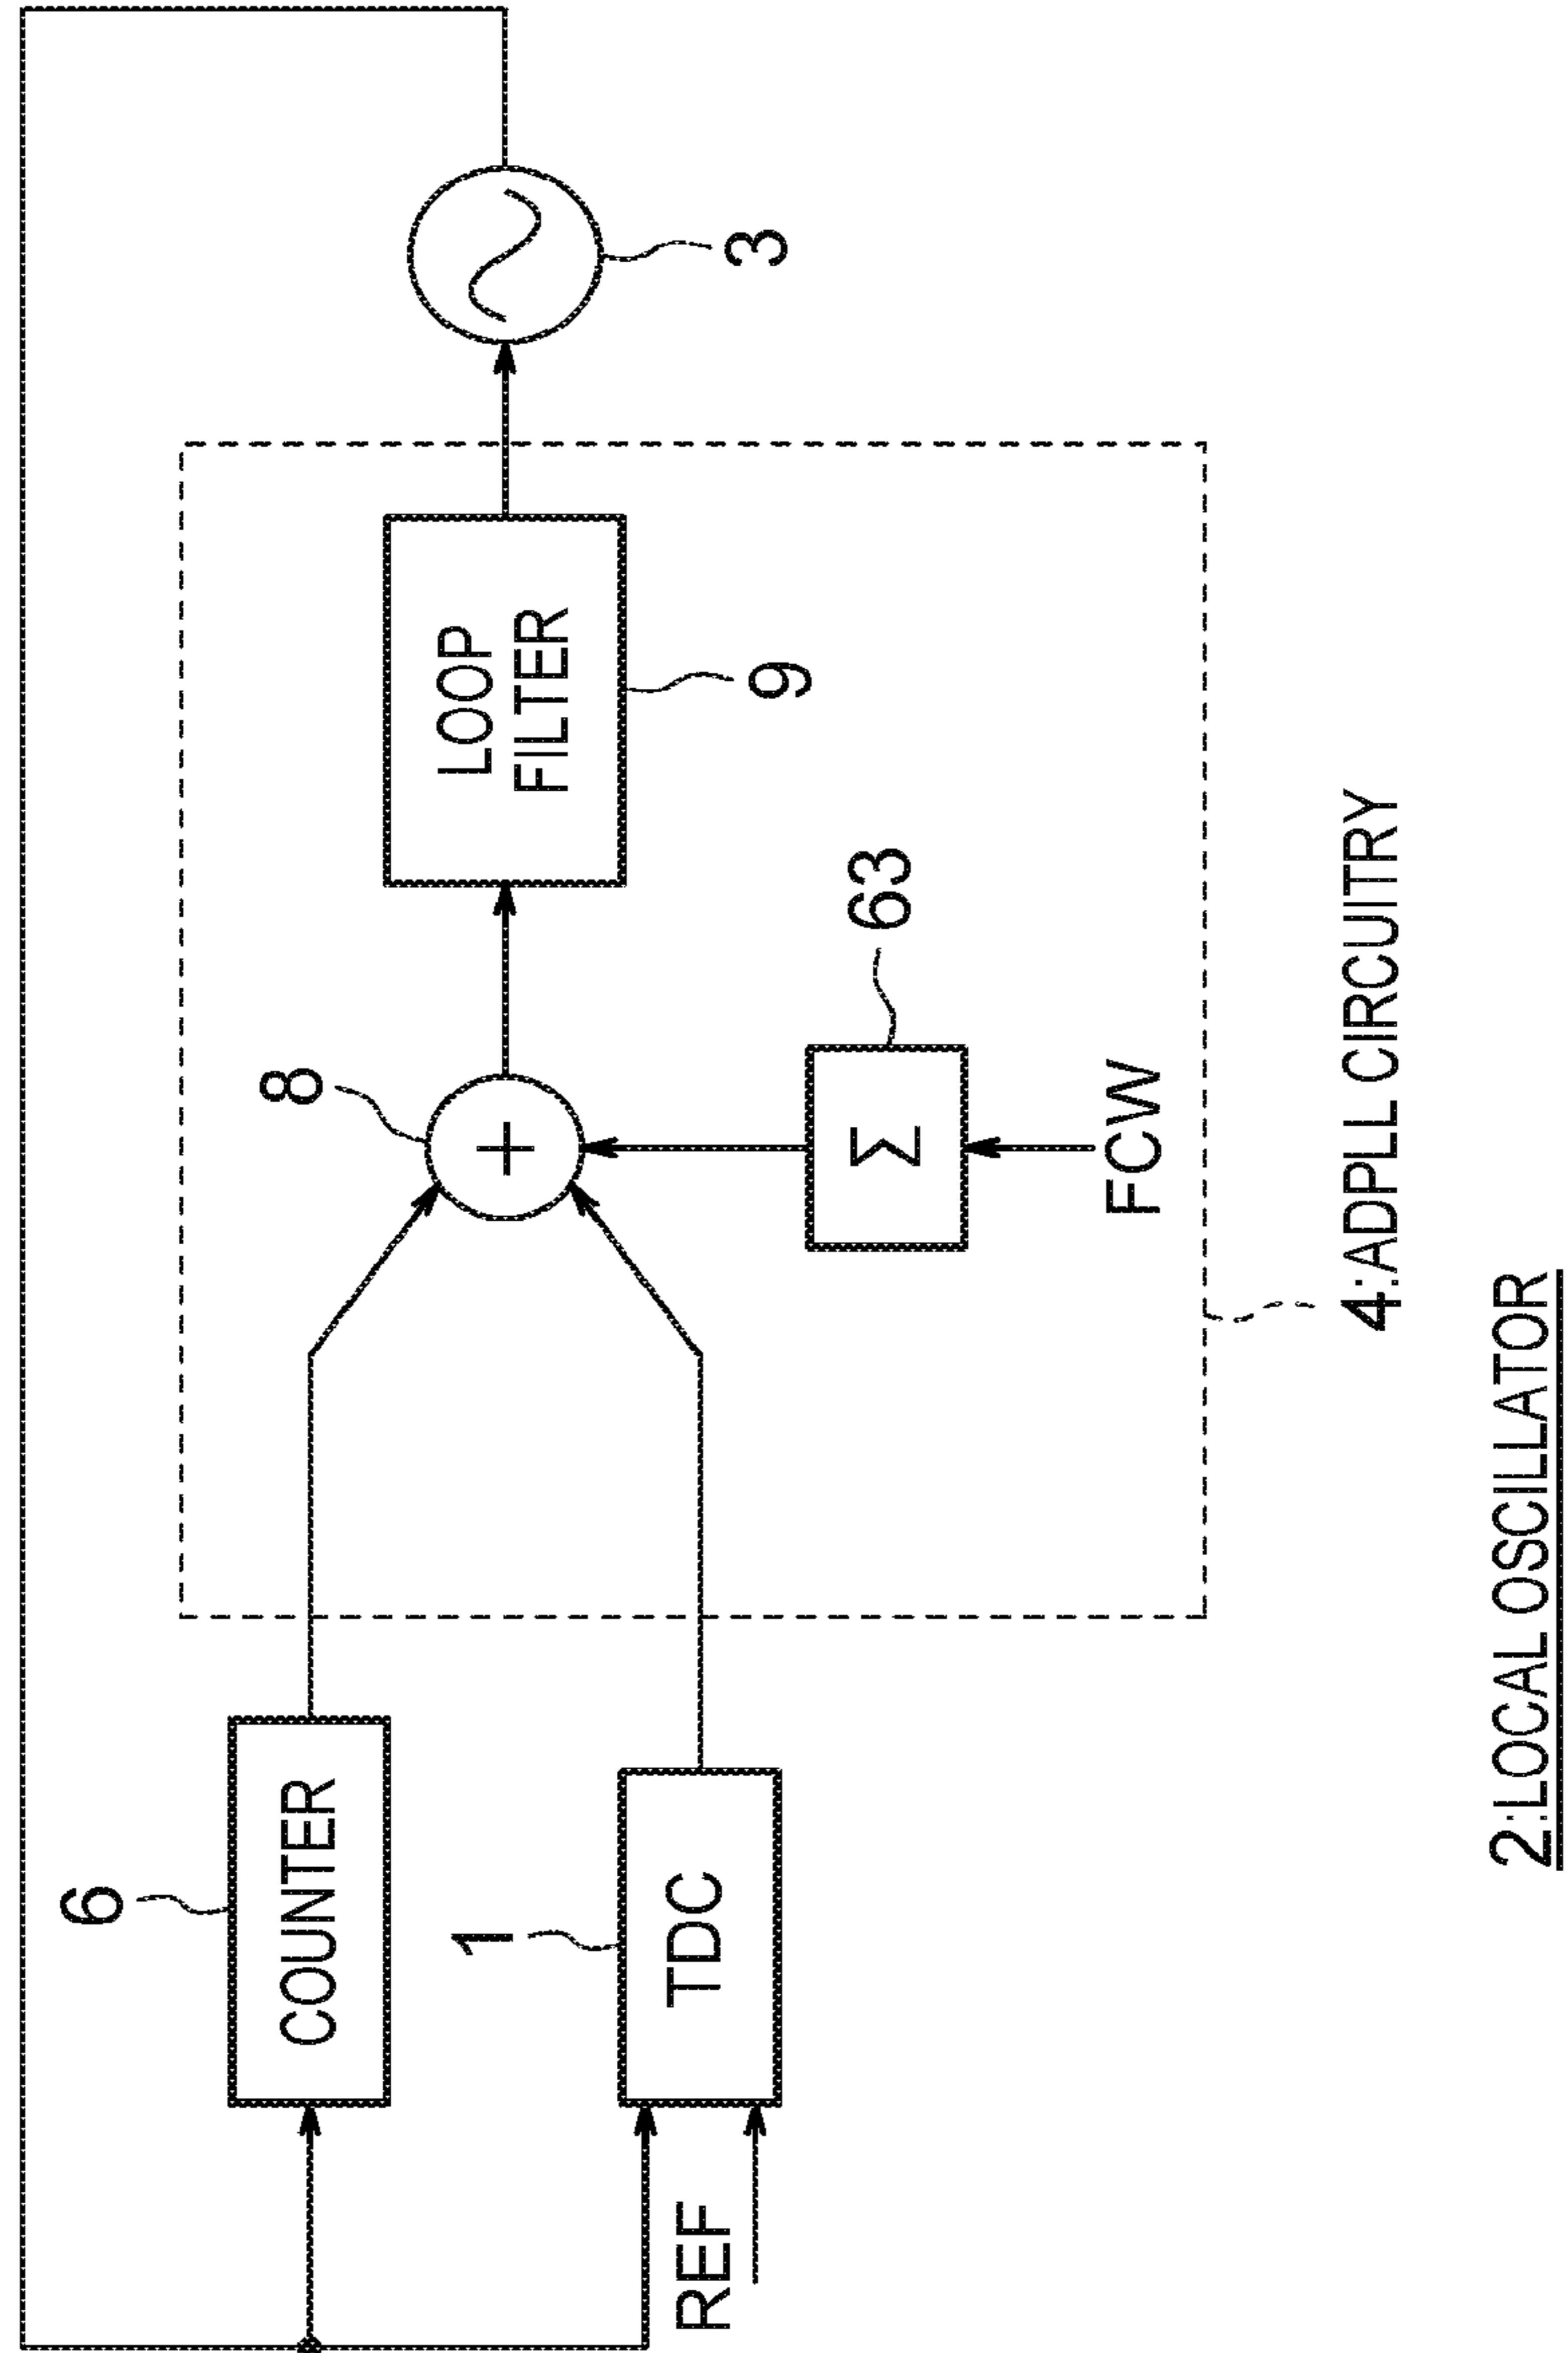 6
COUNTER
1
TDC
REF
8
+
Σ
63
FCW
LOOP
FILTER
9
3
4:ADPLL CIRCUITRY
2:LOCAL OSCILLATOR